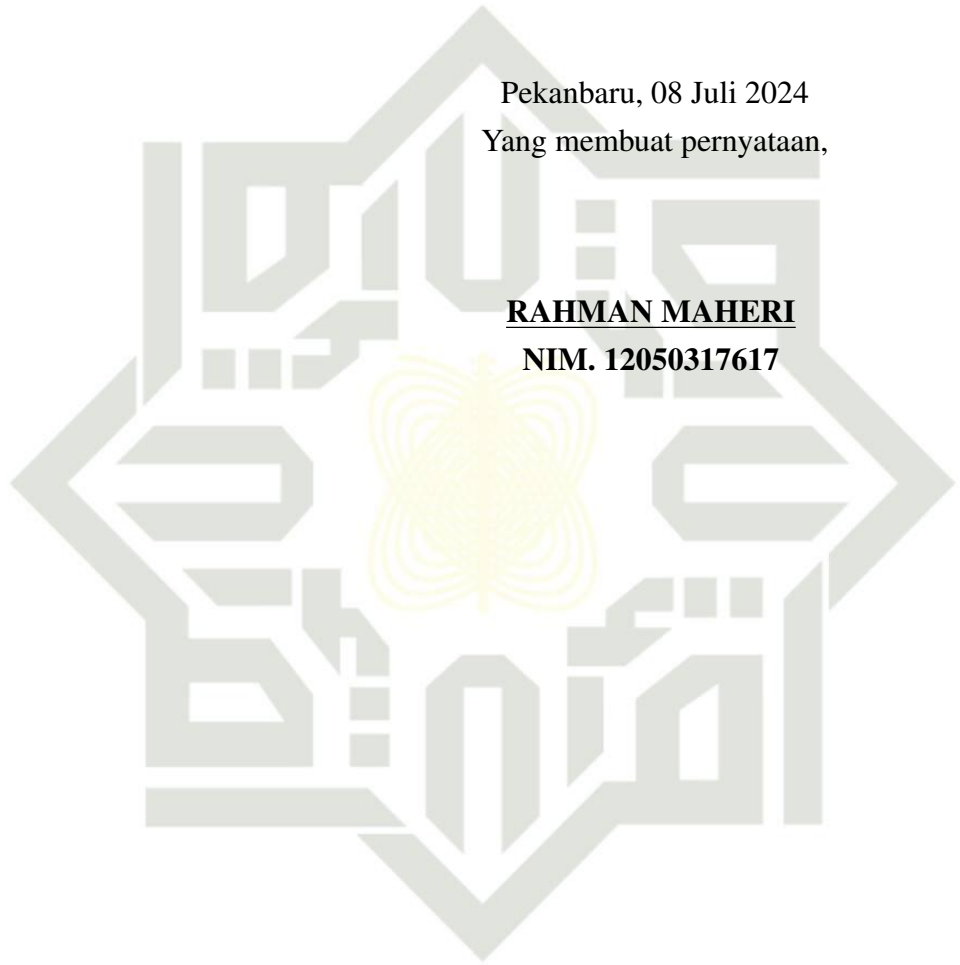 Pekanbaru, 08 Juli 2024
Yang membuat pernyataan,
RAHMAN MAHERI
NIM. 12050317617